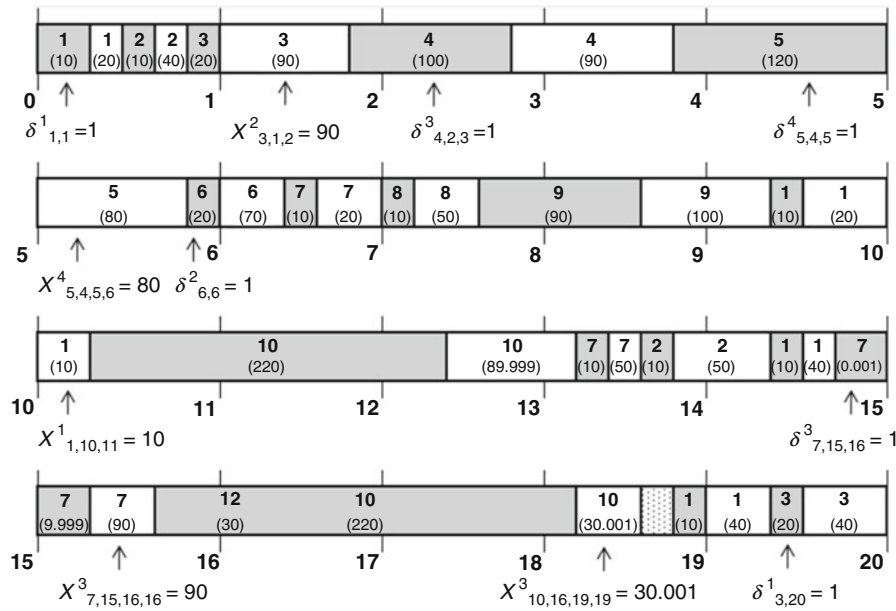 1 1 2 2 3 3 4 4 5
(10) (20) (10) (40) (20) (90) (100) (90) (120)
0 1 2 3 4 5
δ¹₁,₁ = 1 X²₃,₁,₂ = 90 δ³₄,₂,₃ = 1 δ⁴₅,₄,₅ = 1
5 6 6 7 7 8 8 9 9 1 1
(80) (20) (70) (10) (20) (10) (50) (90) (100) (10) (20)
5 6 7 8 9 10
X⁴₅,₄,₅,₆ = 80 δ²₆,₆ = 1
1 10 10 7 7 2 2 1 1 7
(10) (220) (89.999) (10) (50) (10) (50) (10) (40) (0.001)
10 11 12 13 14 15
X¹₁,₁₀,₁₁ = 10 δ³₇,₁₅,₁₆ = 1
7 7 12 10 10 1 1 3 3
(9.999) (90) (30) (220) (30.001) (10) (40) (20) (40)
15 16 17 18 19 20
X³₇,₁₅,₁₆,₁₆ = 90 X³₁₀,₁₆,₁₉,₁₉ = 30.001 δ¹₃,₂₀ = 1